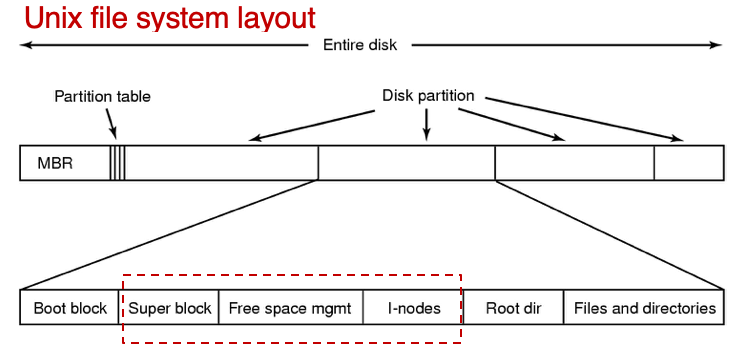 Unix file system layout
Entire disk
Partition table
Disk partition
MBR
Boot block
Super block
Free space mgmt
I-nodes
Root dir
Files and directories